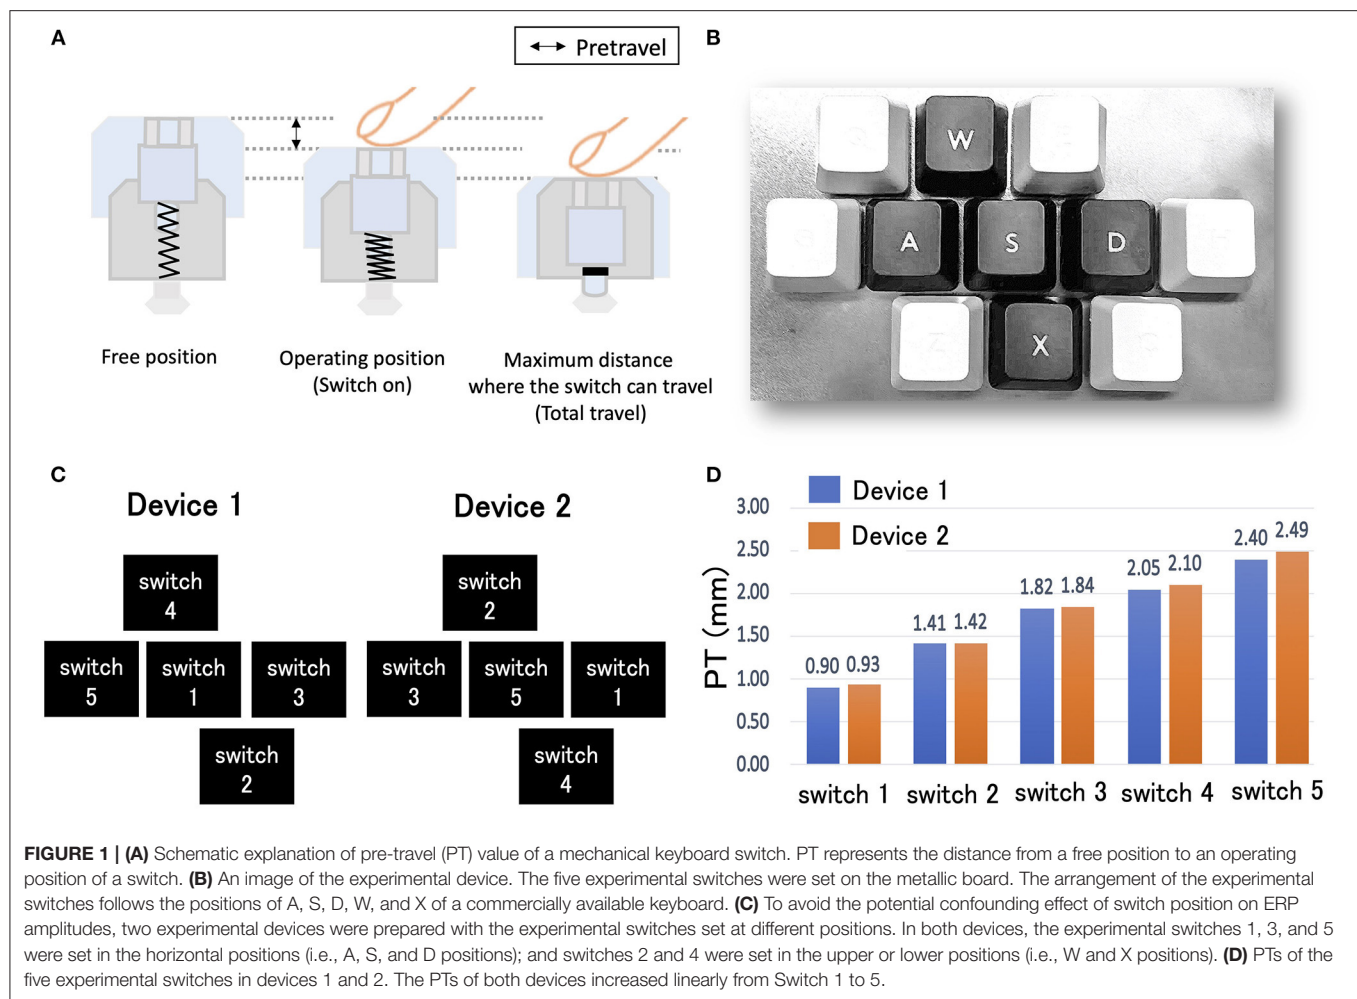 A
Pretravel
Free position
Operating position
(Switch on)
Maximum distance
where the switch can travel
(Total travel)
B
W
A
S
D
X
C
Device 1
Device 2
switch
4
switch
5
switch
1
switch
3
switch
2
switch
2
switch
3
switch
5
switch
1
switch
4
D
Device 1
Device 2
PT (mm)
3.00
2.50
2.00
1.50
1.00
0.50
0.00
0.90
0.93
1.41
1.42
1.82
1.84
2.05
2.10
2.40
2.49
switch 1
switch 2
switch 3
switch 4
switch 5
FIGURE 1 | (A) Schematic explanation of pre-travel (PT) value of a mechanical keyboard switch. PT represents the distance from a free position to an operating
position of a switch. (B) An image of the experimental device. The five experimental switches were set on the metallic board. The arrangement of the experimental
switches follows the positions of A, S, D, W, and X of a commercially available keyboard. (C) To avoid the potential confounding effect of switch position on ERP
amplitudes, two experimental devices were prepared with the experimental switches set at different positions. In both devices, the experimental switches 1, 3, and 5
were set in the horizontal positions (i.e., A, S, and D positions); and switches 2 and 4 were set in the upper or lower positions (i.e., W and X positions). (D) PTs of the
five experimental switches in devices 1 and 2. The PTs of both devices increased linearly from Switch 1 to 5.